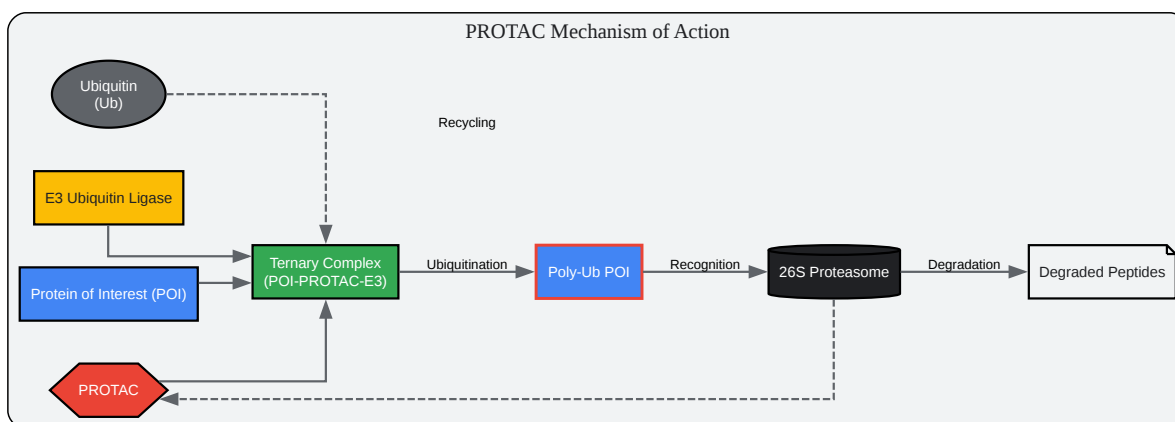 PROTAC Mechanism of Action
Ubiquitin
(Ub)
Recycling
E3 Ubiquitin Ligase
Protein of Interest (POI)
PROTAC
Ternary Complex
(POI-PROTAC-E3)
Ubiquitination
Poly-Ub POI
Recognition
26S Proteasome
Degradation
Degraded Peptides